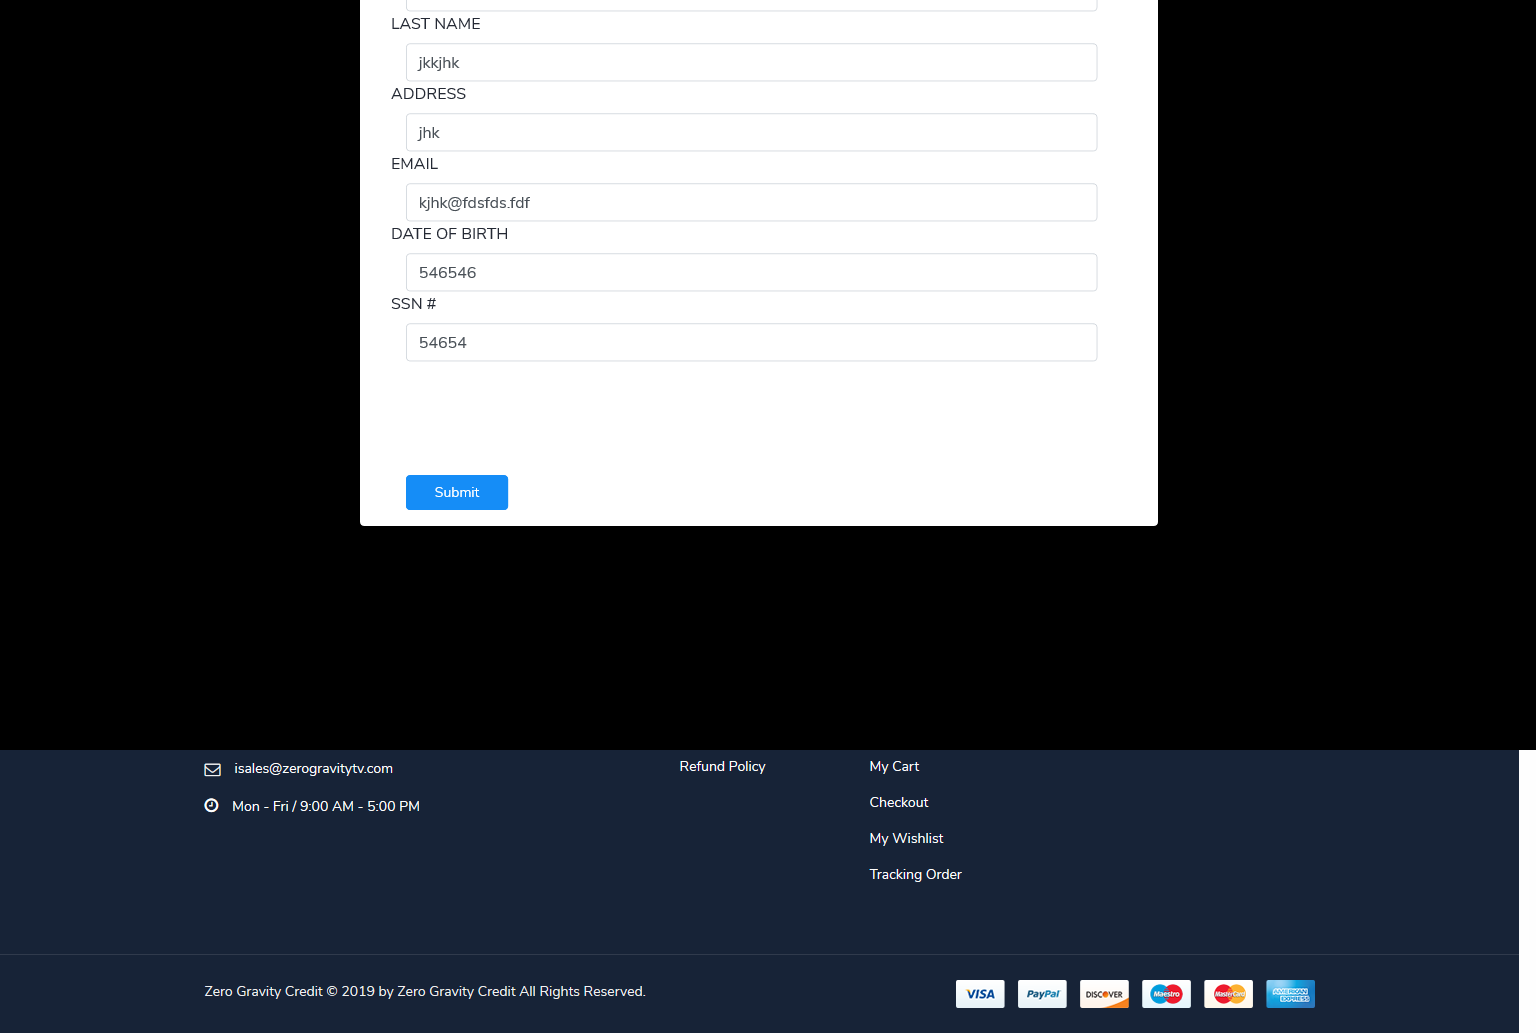 LAST NAME
jkkjhk
ADDRESS
jhk
EMAIL
kjhk@fdsfds.fdf
DATE OF BIRTH
546546
SSN #
54654
Submit
isales@zerogravitytv.com
Mon - Fri / 9:00 AM - 5:00 PM
Refund Policy
My Cart
Checkout
My Wishlist
Tracking Order
Zero Gravity Credit © 2019 by Zero Gravity Credit All Rights Reserved.
VISA PayPal DISCOVER Maestro MasterCard AMERICAN EXPRESS